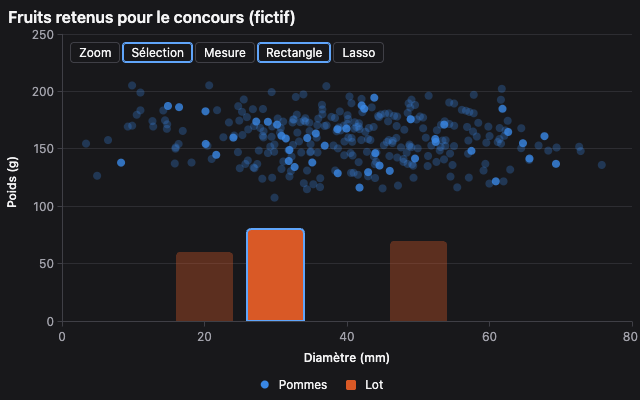 Fruits retenus pour le concours (fictif)
Zoom Sélection Mesure Rectangle Lasso
250
200
150
100
50
0
Poids (g)
0 20 40 60 80
Diamètre (mm)
Pommes Lot